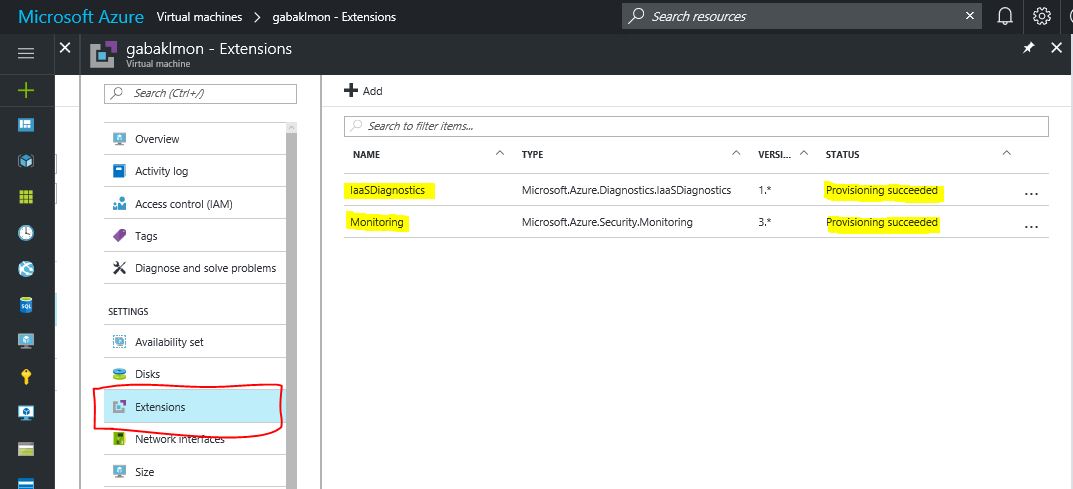 Microsoft Azure Virtual machines > gabaklmon - Extensions Search resources
gabaklmon - Extensions
Virtual machine
Search (Ctrl+/)
Overview
Activity log
Access control (IAM)
Tags
Diagnose and solve problems
SETTINGS
Availability set
Disks
Extensions
Network interfaces
Size
Add
Search to filter items...
NAME TYPE VERSI... STATUS
IaaSDiagnostics Microsoft.Azure.Diagnostics.IaaSDiagnostics 1.* Provisioning succeeded ...
Monitoring Microsoft.Azure.Security.Monitoring 3.* Provisioning succeeded ...